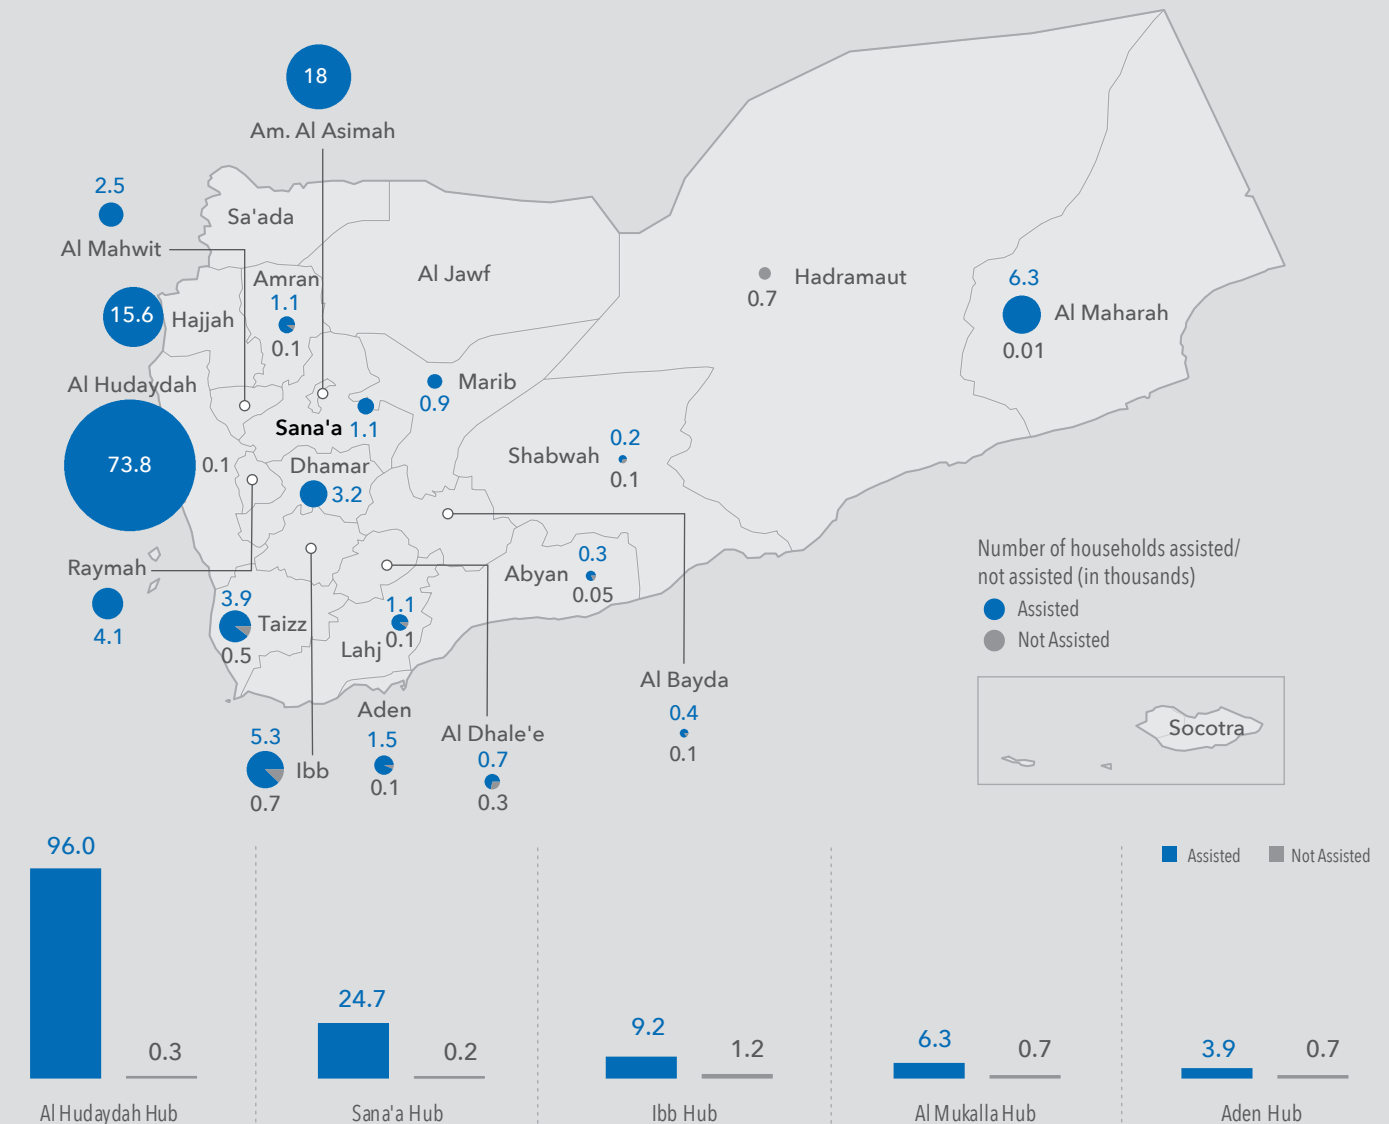 18
Am. Al Asimah
2.5
Al Mahwit
Sa'ada
Amran
1.1
0.1
Al Jawf
0.7
Hadramaut
6.3
Al Maharah
0.01
15.6
Hajjah
Al Hudaydah
73.8
0.1
Marib
0.9
Sana'a 1.1
Dhamar
3.2
Shabwah
0.2
0.1
Raymah
4.1
3.9
Taizz
0.5
1.1
Lahj 0.1
Abyan
0.3
0.05
Number of households assisted/
not assisted (in thousands)
Assisted
Not Assisted
Al Bayda
0.4
0.1
Aden
1.5
0.1
Al Dhale'e
0.7
0.3
5.3
Ibb
0.7
Socotra
Assisted
Not Assisted
96.0
0.3
Al Hudaydah Hub
24.7
0.2
Sana'a Hub
9.2
1.2
Ibb Hub
6.3
0.7
Al Mukalla Hub
3.9
0.7
Aden Hub